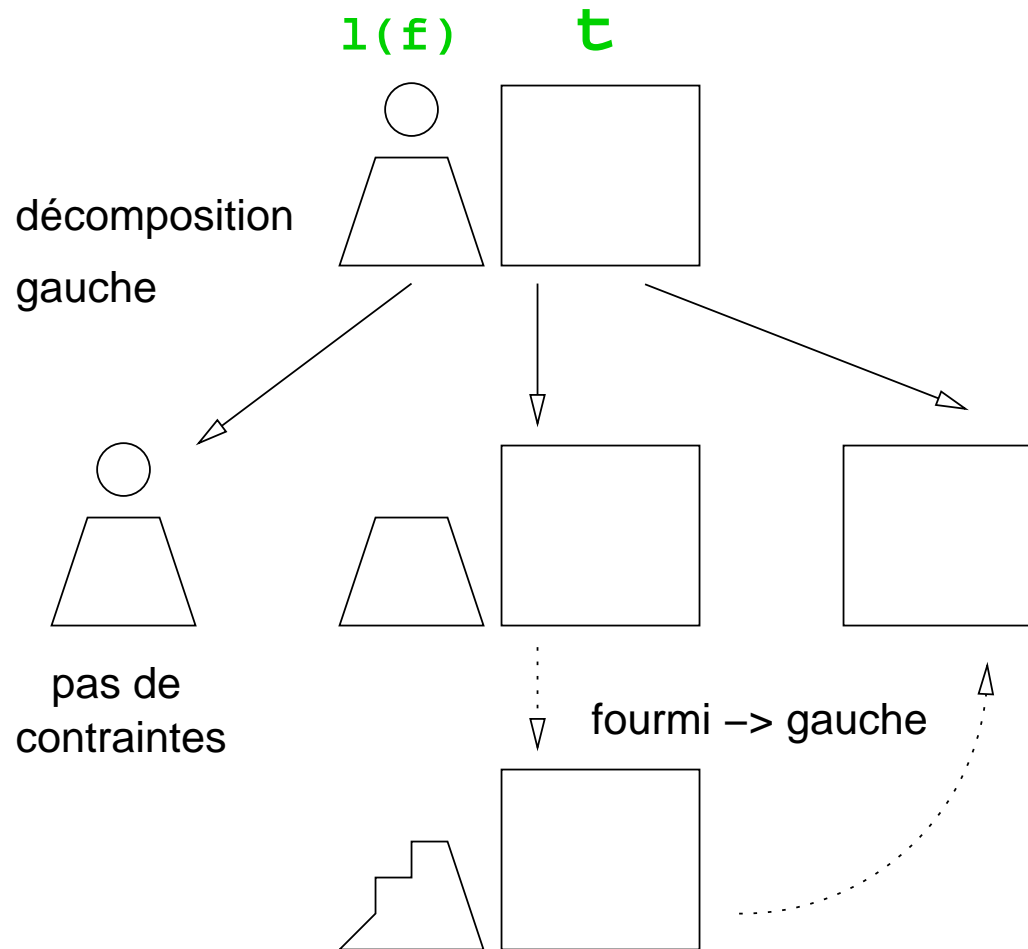 l(f) t
décomposition
gauche
pas de
contraintes
fourmi –> gauche